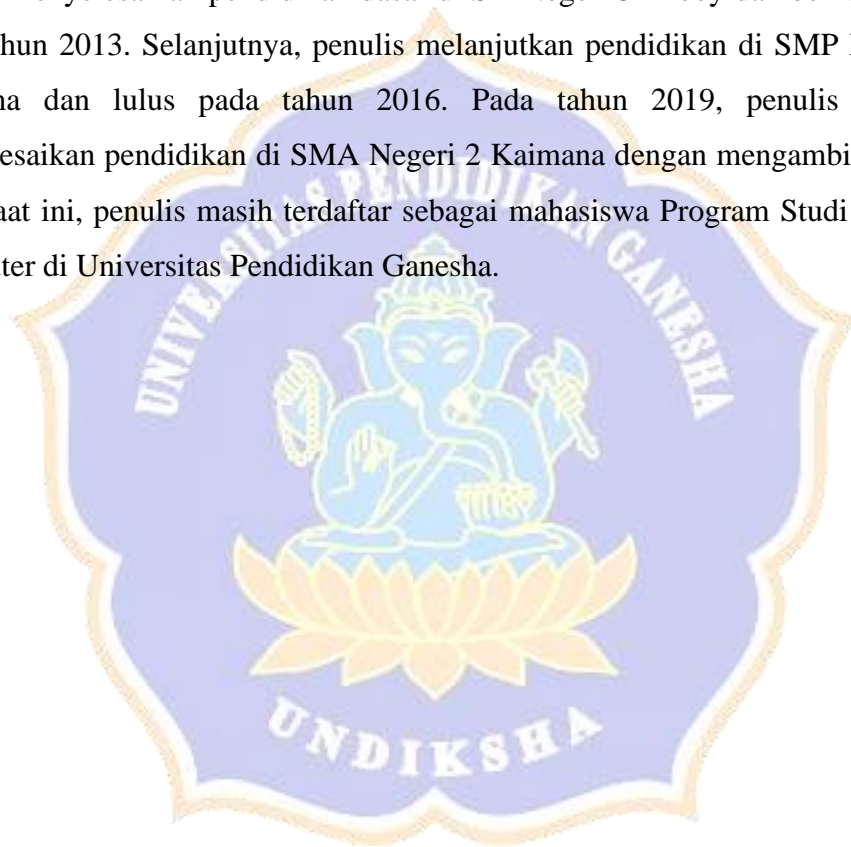 hun 2013. Selanjutnya, penulis melanjutkan pendidikan di SMP
na dan lulus pada tahun 2016. Pada tahun 2019, penulis
esaikan pendidikan di SMA Negeri 2 Kaimana dengan mengambi
aat ini, penulis masih terdaftar sebagai mahasiswa Program Studi
ter di Universitas Pendidikan Ganesha.
UNIVERSITAS PENDIDIKAN GANESHA
UNDIKSHA